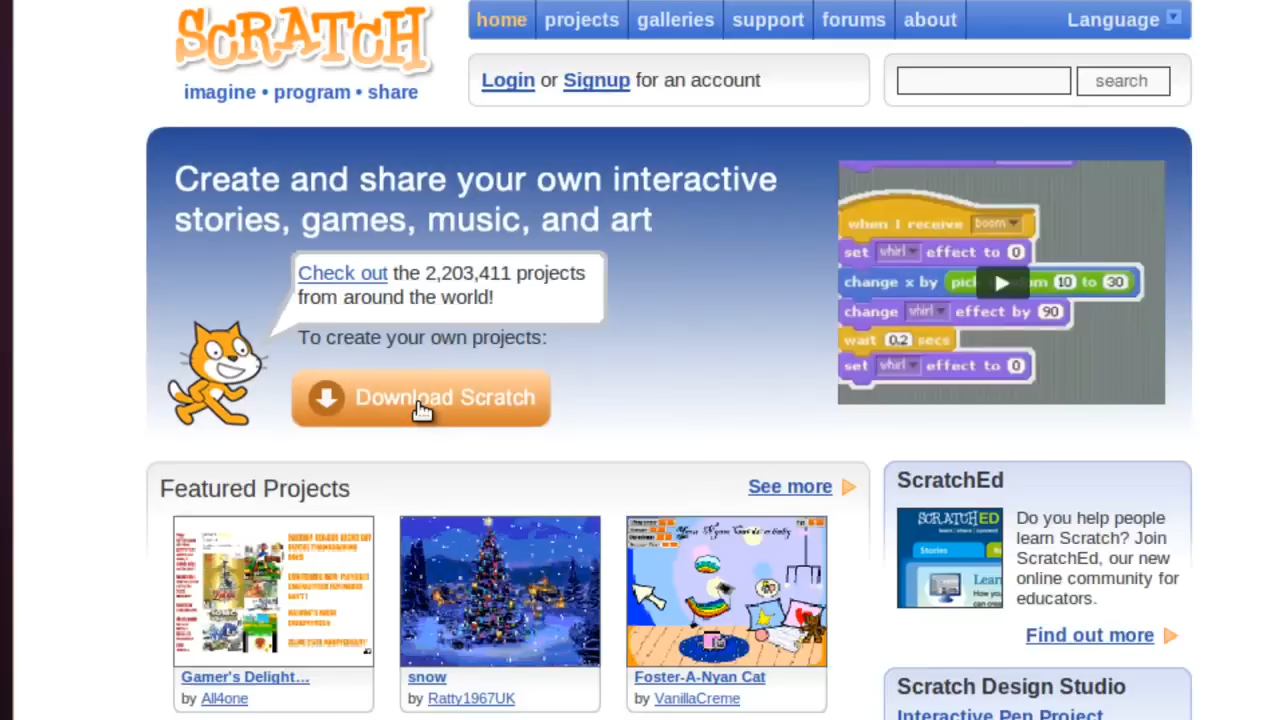 SCRATCH
imagine • program • share
home projects galleries support forums about Language
Login or Signup for an account
search
Create and share your own interactive
stories, games, music, and art
Check out the 2,203,411 projects
from around the world!
To create your own projects:
Download Scratch
when I receive boom
set whirl effect to 0
change x by 10 to 30
change whirl effect by 90
wait 0.2 secs
set whirl effect to 0
Featured Projects
See more
Gamer's Delight...
by All4one
snow
by Ratty1967UK
Foster-A-Nyan Cat
by VanillaCreme
ScratchEd
SCRATCHED
Stories
Do you help people
learn Scratch? Join
ScratchEd, our new
online community for
educators.
Find out more
Scratch Design Studio
Interactive Pen Project